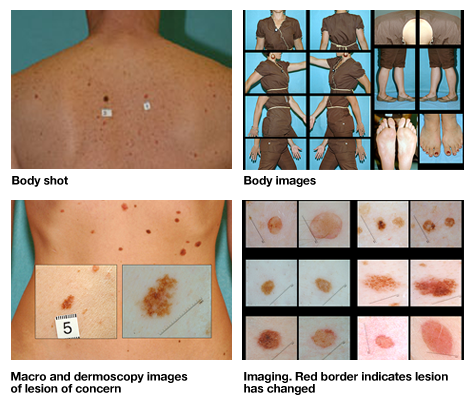 Body shot
Body images
5
Macro and dermoscopy images
of lesion of concern
Imaging. Red border indicates lesion
has changed